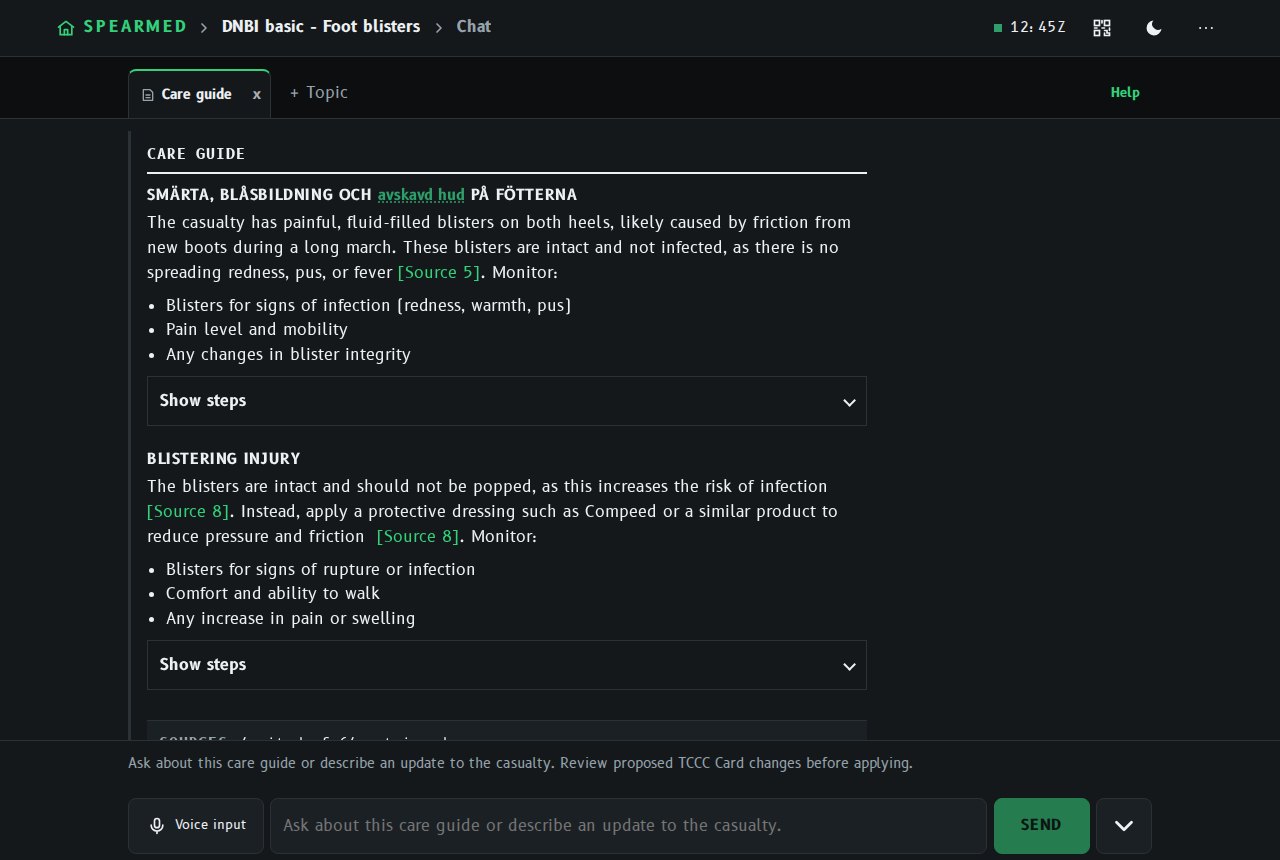 SPEARMED › DNBI basic - Foot blisters › Chat
12:45Z
...
Care guide x
+ Topic
Help
CARE GUIDE
SMÄRTA, BLÅSBILDNING OCH avskavd hud PÅ FÖTTERNA
The casualty has painful, fluid-filled blisters on both heels, likely caused by friction from
new boots during a long march. These blisters are intact and not infected, as there is no
spreading redness, pus, or fever [Source 5]. Monitor:
• Blisters for signs of infection (redness, warmth, pus)
• Pain level and mobility
• Any changes in blister integrity
Show steps
BLISTERING INJURY
The blisters are intact and should not be popped, as this increases the risk of infection
[Source 8]. Instead, apply a protective dressing such as Compeed or a similar product to
reduce pressure and friction [Source 8]. Monitor:
• Blisters for signs of rupture or infection
• Comfort and ability to walk
• Any increase in pain or swelling
Show steps
Ask about this care guide or describe an update to the casualty. Review proposed TCCC Card changes before applying.
Voice input
Ask about this care guide or describe an update to the casualty.
SEND